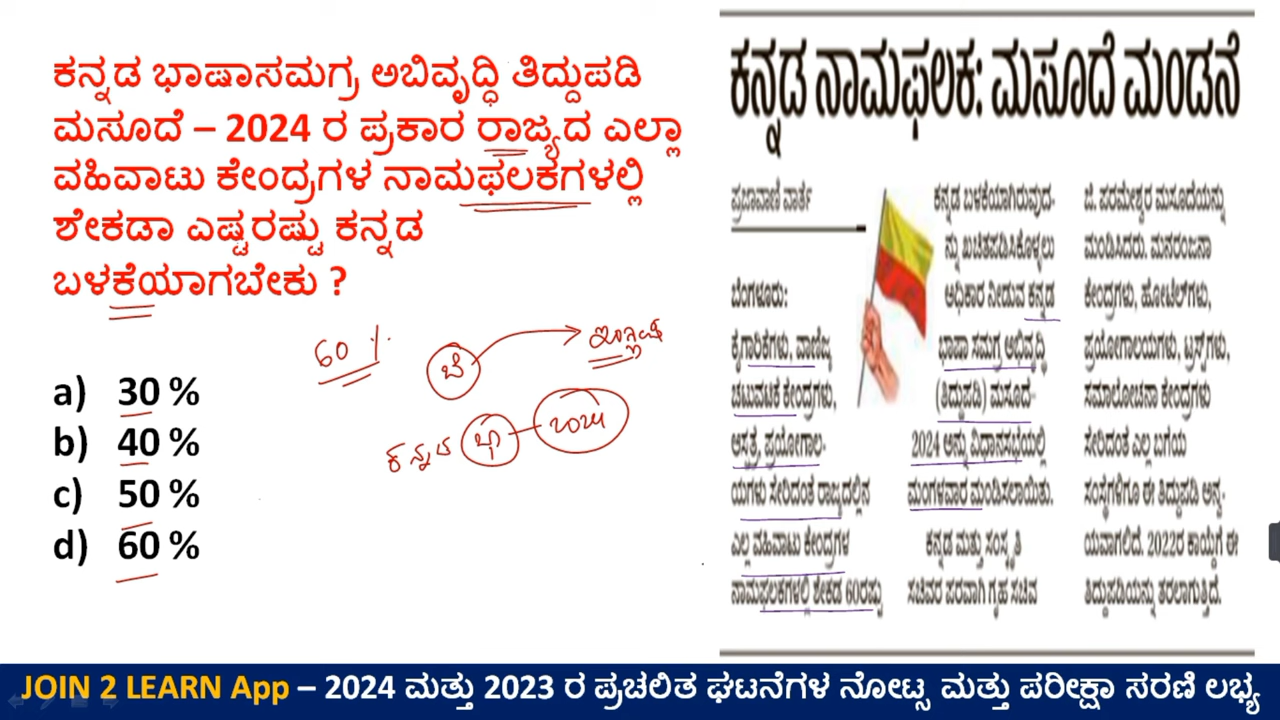 ಕನ್ನಡ ಭಾಷಾಸಮಗ್ರ ಅಬಿವೃದ್ಧಿ ತಿದ್ದುಪಡಿ
ಮಸೂದೆ – 2024 ರ ಪ್ರಕಾರ ರಾಜ್ಯದ ಎಲ್ಲಾ
ವಹಿವಾಟು ಕೇಂದ್ರಗಳ ನಾಮಫಲಕಗಳಲ್ಲಿ
ಶೇಕಡಾ ಎಷ್ಟರಷ್ಟು ಕನ್ನಡ
ಬಳಕೆಯಾಗಬೇಕು ?
60 %
ಬೆ
ಕನ್ನಡ ಭಾ 2024
a) 30 %
b) 40 %
c) 50 %
d) 60 %
ಕನ್ನಡ ನಾಮಫಲಕ: ಮಸೂದೆ ಮಂಡನೆ
ಪ್ರಜಾವಾಣಿ ವಾರ್ತೆ
ಬೆಂಗಳೂರು:
ಕೈಗಾರಿಕೆಗಳು, ವಾಣಿಜ್ಯ
ಚಟುವಟಿಕೆ ಕೇಂದ್ರಗಳು,
ಆಸ್ಪತ್ರೆ, ಪ್ರಯೋಗಾಲ-
ಯಗಳು ಸೇರಿದಂತೆ ರಾಜ್ಯದಲ್ಲಿನ
ಎಲ್ಲ ವಹಿವಾಟು ಕೇಂದ್ರಗಳ
ನಾಮಫಲಕಗಳಲ್ಲಿ ಶೇಕಡ 60ರಷ್ಟು
ಕನ್ನಡ ಬಳಕೆಯಾಗಿರುವುದ-
ನ್ನು ಖಚಿತಪಡಿಸಿಕೊಳ್ಳಲು
ಅಧಿಕಾರ ನೀಡುವ ಕನ್ನಡ
ಭಾಷಾ ಸಮಗ್ರ ಅಭಿವೃದ್ಧಿ
(ತಿದ್ದುಪಡಿ) ಮಸೂದೆ-
2024 ಅನ್ನು ವಿಧಾನಸಭೆಯಲ್ಲಿ
ಮಂಗಳವಾರ ಮಂಡಿಸಲಾಯಿತು.
ಕನ್ನಡ ಮತ್ತು ಸಂಸ್ಕೃತಿ
ಸಚಿವರ ಪರವಾಗಿ ಗೃಹ ಸಚಿವ
ಜಿ. ಪರಮೇಶ್ವರ ಮಸೂದೆಯನ್ನು
ಮಂಡಿಸಿದರು. ಮನರಂಜನಾ
ಕೇಂದ್ರಗಳು, ಹೋಟೆಲ್‌ಗಳು,
ಪ್ರಯೋಗಾಲಯಗಳು, ಟ್ರಸ್ಟ್‌ಗಳು,
ಸಮಾಲೋಚನಾ ಕೇಂದ್ರಗಳು
ಸೇರಿದಂತೆ ಎಲ್ಲ ಬಗೆಯ
ಸಂಸ್ಥೆಗಳಿಗೂ ಈ ತಿದ್ದುಪಡಿ ಅನ್ವ-
ಯವಾಗಲಿದೆ. 2022ರ ಕಾಯ್ದೆಗೆ ಈ
ತಿದ್ದುಪಡಿಯನ್ನು ತರಲಾಗುತ್ತಿದೆ.
JOIN 2 LEARN App – 2024 ಮತ್ತು 2023 ರ ಪ್ರಚಲಿತ ಘಟನೆಗಳ ನೋಟ್ಸ ಮತ್ತು ಪರೀಕ್ಷಾ ಸರಣಿ ಲಭ್ಯ